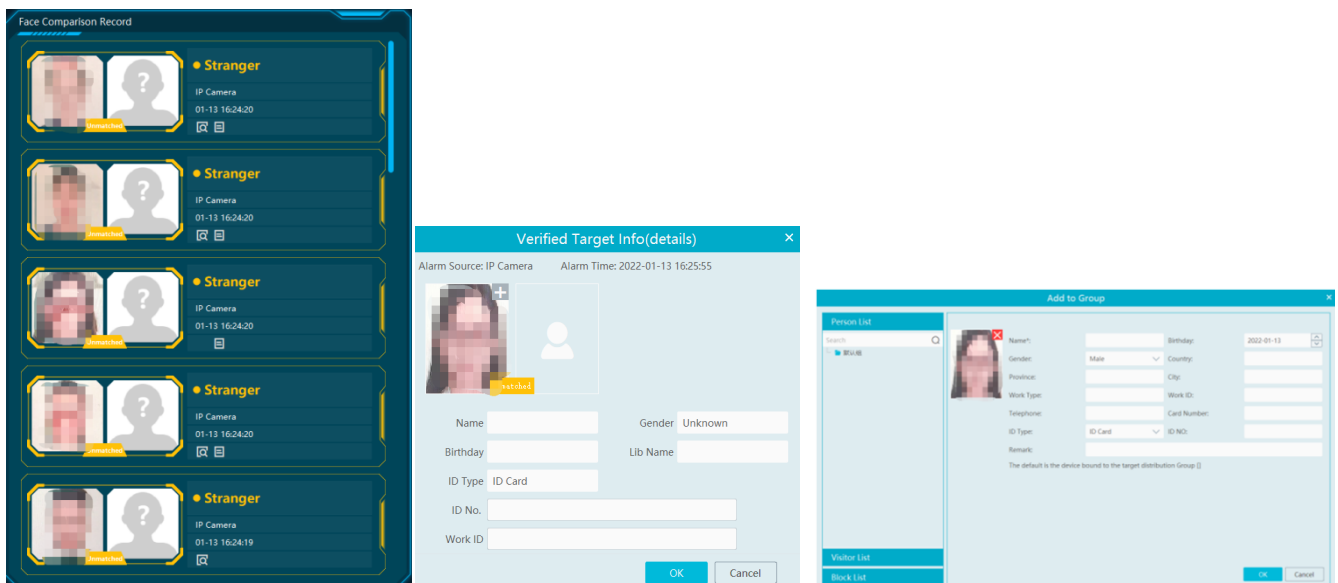 Face Comparison Record
Stranger
IP Camera
01-13 16:24:20
Unmatched
Stranger
IP Camera
01-13 16:24:20
Unmatched
Stranger
IP Camera
01-13 16:24:20
Unmatched
Stranger
IP Camera
01-13 16:24:20
Unmatched
Stranger
IP Camera
01-13 16:24:19
Unmatched
Verified Target Info(details)
Alarm Source: IP Camera Alarm Time: 2022-01-13 16:25:55
Name Gender Unknown
Birthday Lib Name
ID Type ID Card
ID No.
Work ID
OK Cancel
Add to Group
Person List
Search
默认组
Visitor List
Block List
Name*: Birthday: 2022-01-13
Gender: Male Country:
Province: City:
Work Type: Work ID:
Telephone: Card Number:
ID Type: ID Card ID NO:
Remark:
The default is the device bound to the target distribution Group []
OK Cancel